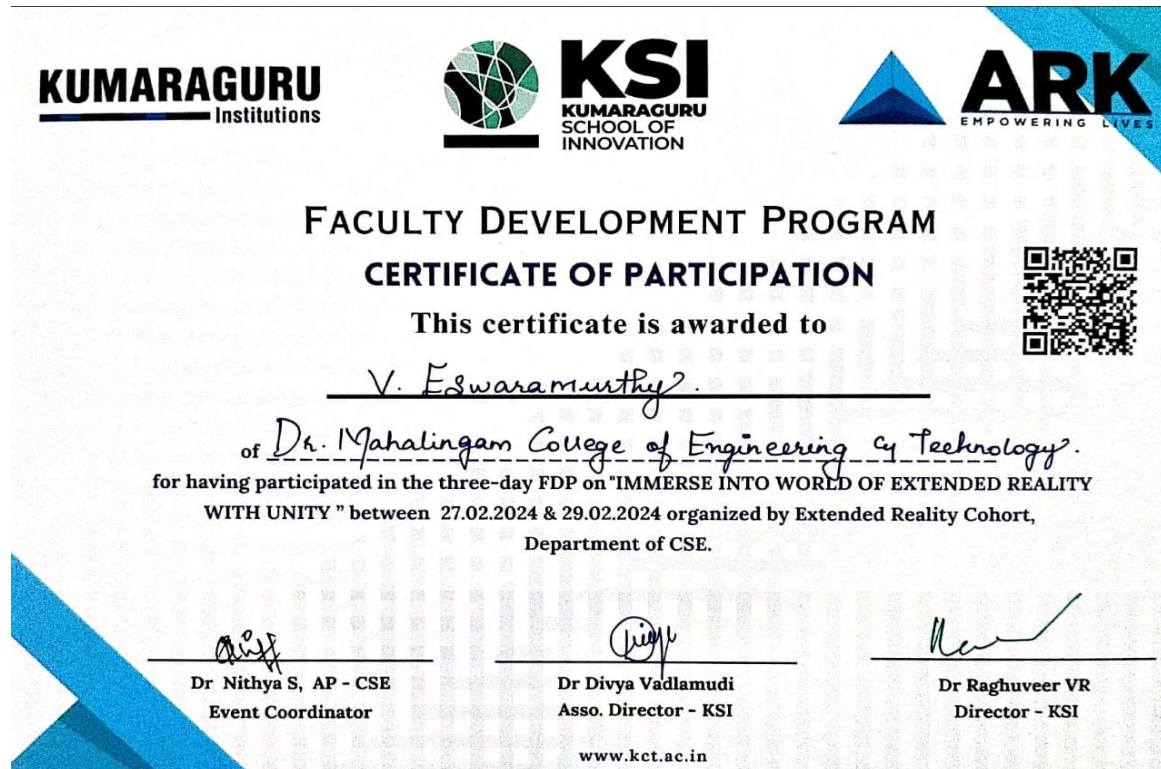 KUMARAGURU
Institutions
KSI
KUMARAGURU
SCHOOL OF
INNOVATION
ARK
EMPOWERING LIVES
FACULTY DEVELOPMENT PROGRAM
CERTIFICATE OF PARTICIPATION
This certificate is awarded to
V. Eswaramurthy.
of Dr. Mahalingam College of Engineering & Technology.
for having participated in the three-day FDP on "IMMERSE INTO WORLD OF EXTENDED REALITY
WITH UNITY " between 27.02.2024 & 29.02.2024 organized by Extended Reality Cohort,
Department of CSE.
Dr Nithya S, AP - CSE
Event Coordinator
Dr Divya Vadlamudi
Asso. Director - KSI
Dr Raghuveer VR
Director - KSI
www.kct.ac.in